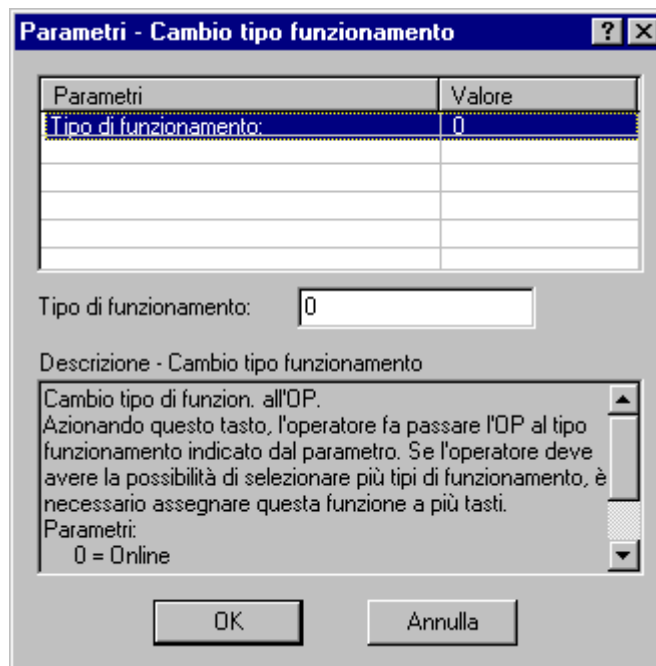 Parametri - Cambio tipo funzionamento
Parametri Valore
Tipo di funzionamento: 0
Tipo di funzionamento: 0
Descrizione - Cambio tipo funzionamento
Cambio tipo di funzion. all'OP.
Azionando questo tasto, l'operatore fa passare l'OP al tipo
funzionamento indicato dal parametro. Se l'operatore deve
avere la possibilità di selezionare più tipi di funzionamento, è
necessario assegnare questa funzione a più tasti.
Parametri:
0 = Online
OK Annulla